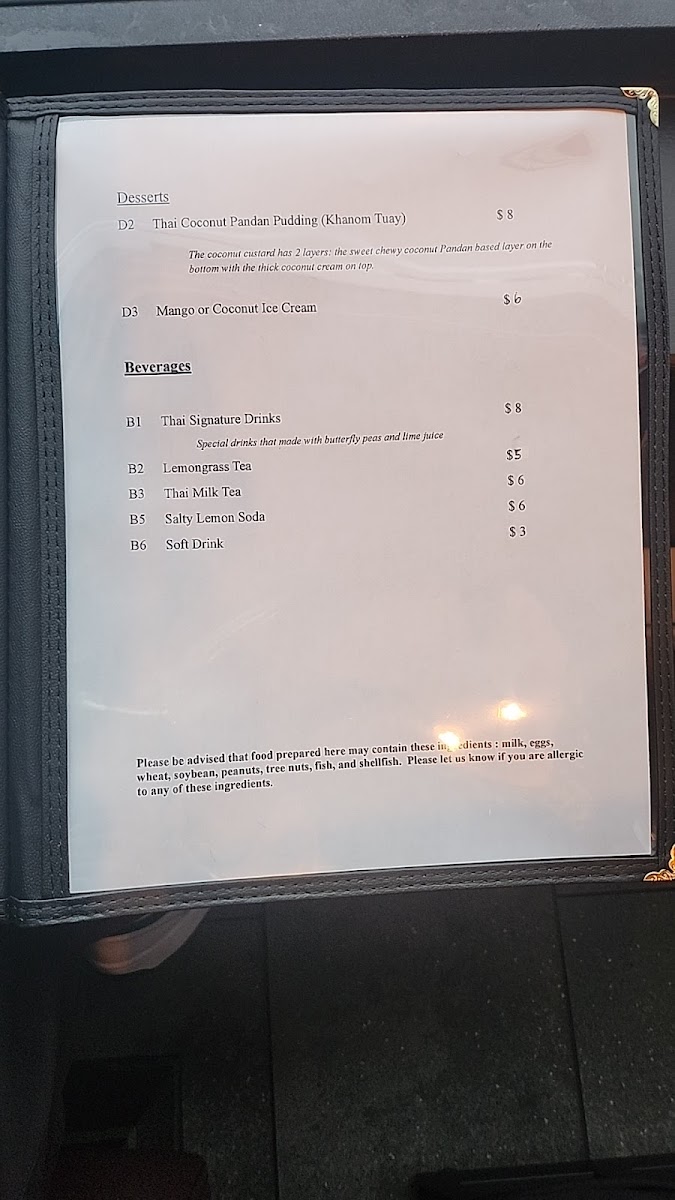 Desserts
D2 Thai Coconut Pandan Pudding (Khanom Tuay) $ 8
The coconut custard has 2 layers: the sweet chewy coconut Pandan based layer on the
bottom with the thick coconut cream on top.
D3 Mango or Coconut Ice Cream $ 6
Beverages
B1 Thai Signature Drinks $ 8
Special drinks that made with butterfly peas and lime juice
B2 Lemongrass Tea $5
B3 Thai Milk Tea $ 6
B5 Salty Lemon Soda $ 6
B6 Soft Drink $ 3
Please be advised that food prepared here may contain these ingredients : milk, eggs,
wheat, soybean, peanuts, tree nuts, fish, and shellfish. Please let us know if you are allergic
to any of these ingredients.